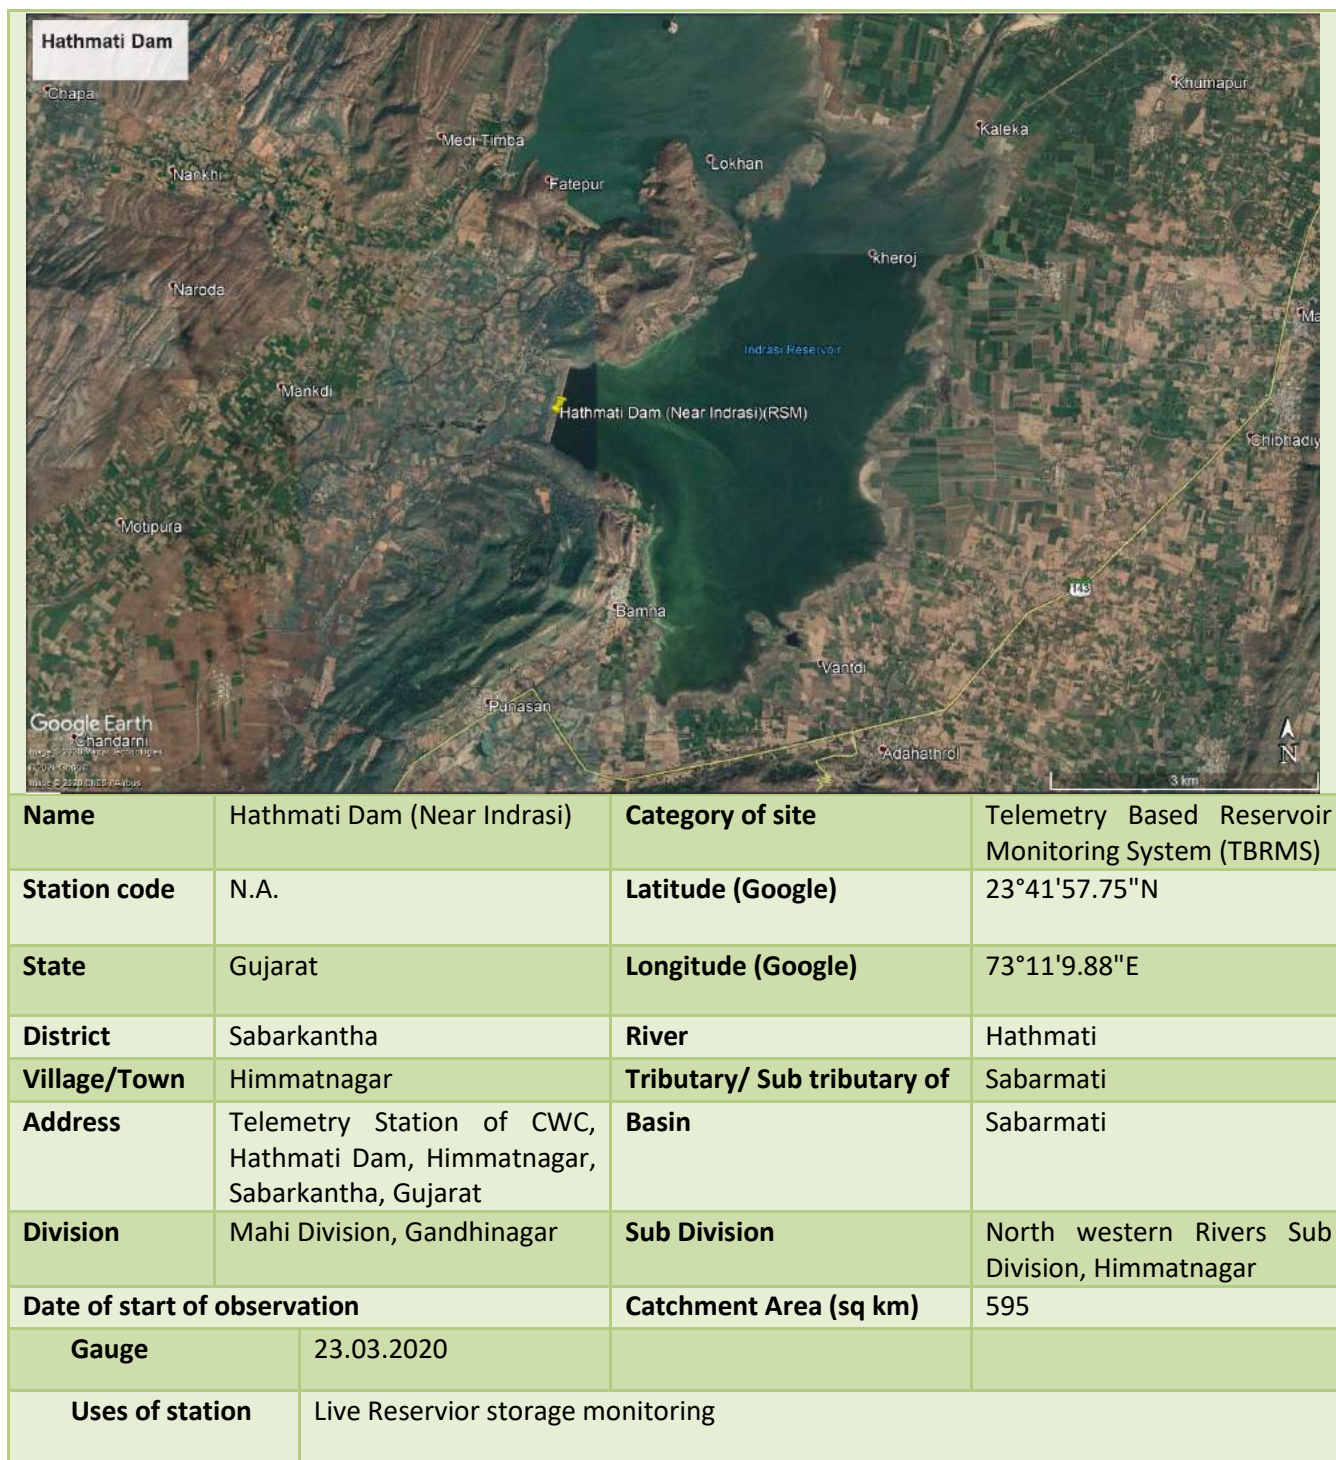 Hathmati Dam
Chapa
Khumapur
Kaleka
Medi Timba
Lokhan
Nankhi
Fatepur
kheroj
Naroda
Ma
Indrasi Reservoir
Mankdi
Hathmati Dam (Near Indrasi)(RSM)
Chibhadiy
Motipura
143
Bamna
Vantdi
Punasan
Google Earth
Chandarni
Adahathrol
N
3 km
Name Hathmati Dam (Near Indrasi) Category of site Telemetry Based Reservoir
Monitoring System (TBRMS)
Station code N.A. Latitude (Google) 23°41'57.75"N
State Gujarat Longitude (Google) 73°11'9.88"E
District Sabarkantha River Hathmati
Village/Town Himmatnagar Tributary/ Sub tributary of Sabarmati
Address Telemetry Station of CWC, Basin Sabarmati
Hathmati Dam, Himmatnagar,
Sabarkantha, Gujarat
Division Mahi Division, Gandhinagar Sub Division North western Rivers Sub
Division, Himmatnagar
Date of start of observation Catchment Area (sq km) 595
Gauge 23.03.2020
Uses of station Live Reservior storage monitoring